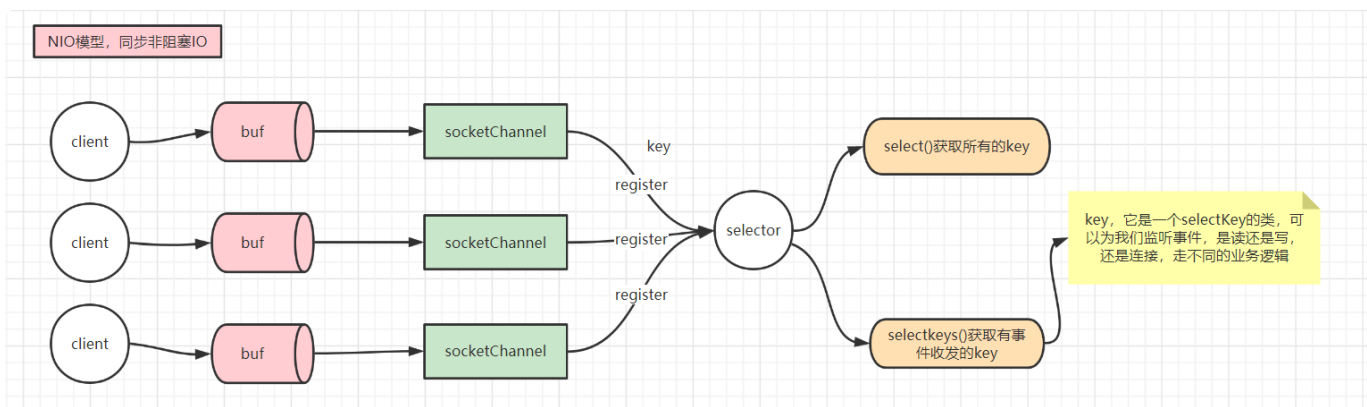 NIO模型，同步非阻塞IO
client
buf
socketChannel
key
register
select()获取所有的key
client
buf
socketChannel
register
selector
key，它是一个selectKey的类，可
以为我们监听事件，是读还是写，
还是连接，走不同的业务逻辑
register
client
buf
socketChannel
selectkeys()获取有事
件收发的key